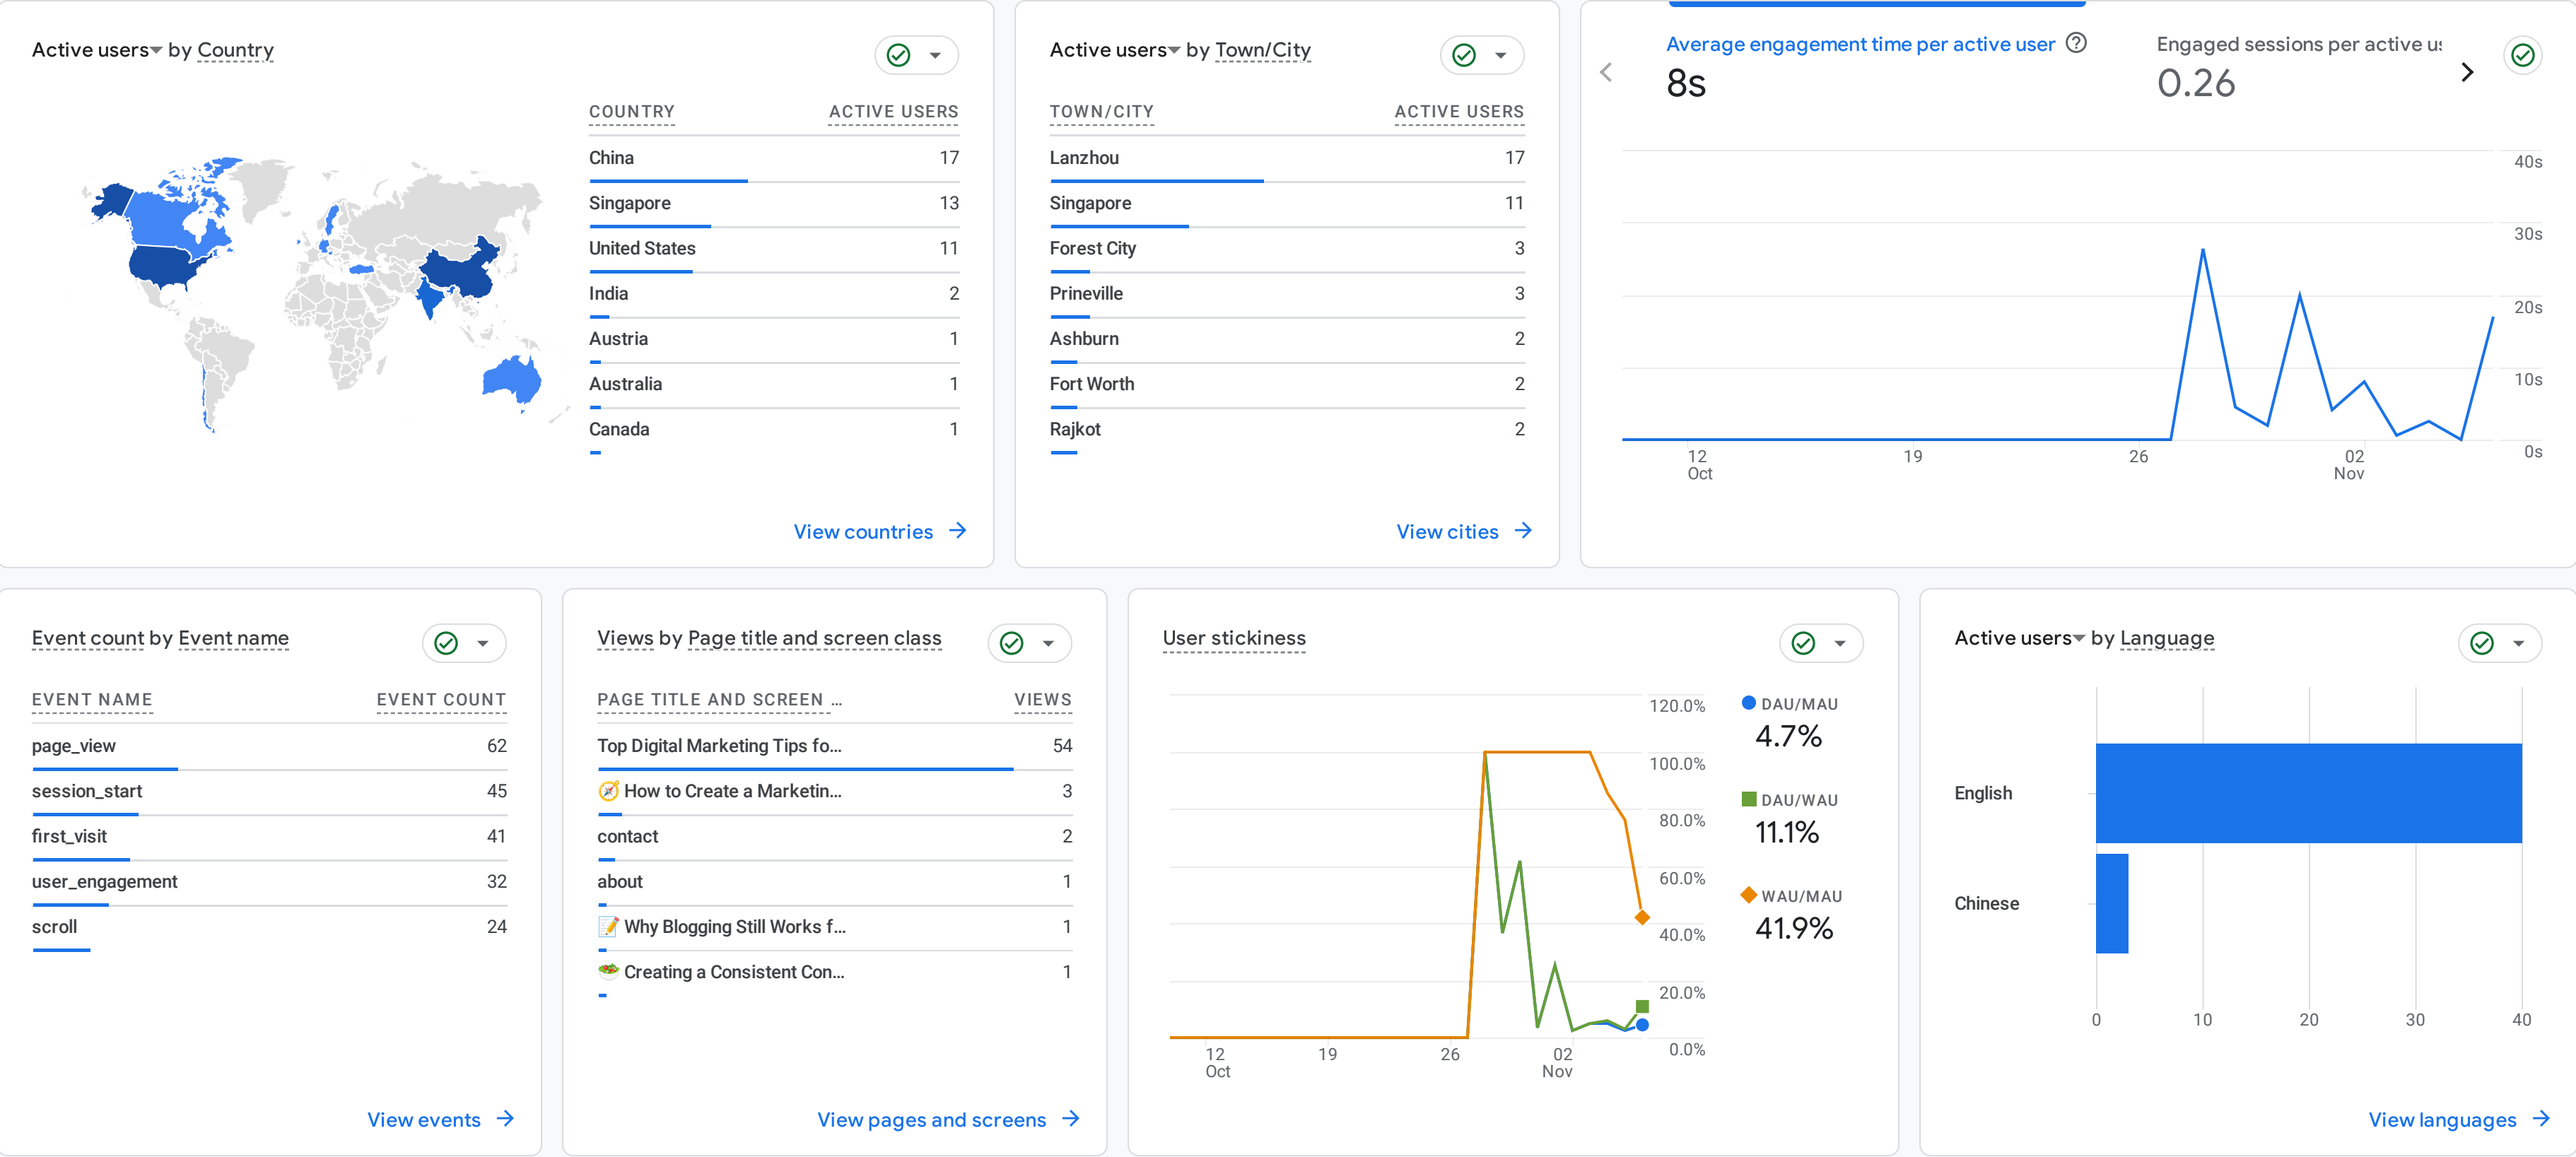 Active users by Country
COUNTRY ACTIVE USERS
China 17
Singapore 13
United States 11
India 2
Austria 1
Australia 1
Canada 1
View countries
Active users by Town/City
TOWN/CITY ACTIVE USERS
Lanzhou 17
Singapore 11
Forest City 3
Prineville 3
Ashburn 2
Fort Worth 2
Rajkot 2
View cities
Average engagement time per active user
8s
Engaged sessions per active
0.26
40s
30s
20s
10s
0s
12 19 26 02
Oct Nov
Event count by Event name
EVENT NAME EVENT COUNT
page_view 62
session_start 45
first_visit 41
user_engagement 32
scroll 24
View events
Views by Page title and screen class
PAGE TITLE AND SCREEN ... VIEWS
Top Digital Marketing Tips fo... 54
🧭 How to Create a Marketin... 3
contact 2
about 1
📝 Why Blogging Still Works f... 1
🥗 Creating a Consistent Con... 1
View pages and screens
User stickiness
120.0%
100.0%
80.0%
60.0%
40.0%
20.0%
0.0%
12 19 26 02
Oct Nov
DAU/MAU
4.7%
DAU/WAU
11.1%
WAU/MAU
41.9%
Active users by Language
English
Chinese
0 10 20 30 40
View languages